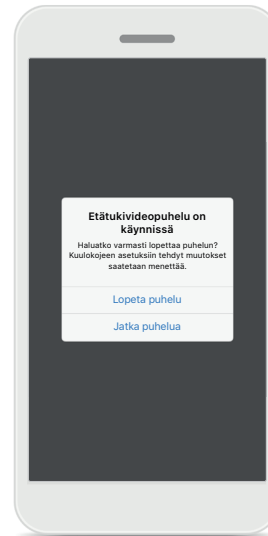 Etätukivideopuhelu on
käynnissä
Haluatko varmasti lopettaa puhelun?
Kuulokojeen asetuksiin tehdyt muutokset
saatetaan menettää.
Lopeta puhelu
Jatka puhelua